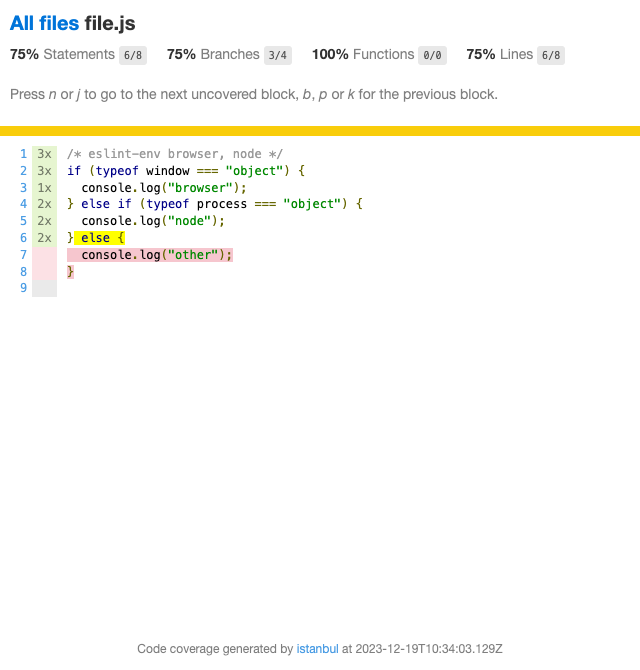 All files file.js
75% Statements 6/8 75% Branches 3/4 100% Functions 0/0 75% Lines 6/8
Press n or j to go to the next uncovered block, b, p or k for the previous block.
1 3x /* eslint-env browser, node */
2 3x if (typeof window === "object") {
3 1x   console.log("browser");
4 2x } else if (typeof process === "object") {
5 2x   console.log("node");
6 2x } else {
7   console.log("other");
8 }
9
Code coverage generated by istanbul at 2023-12-19T10:34:03.129Z